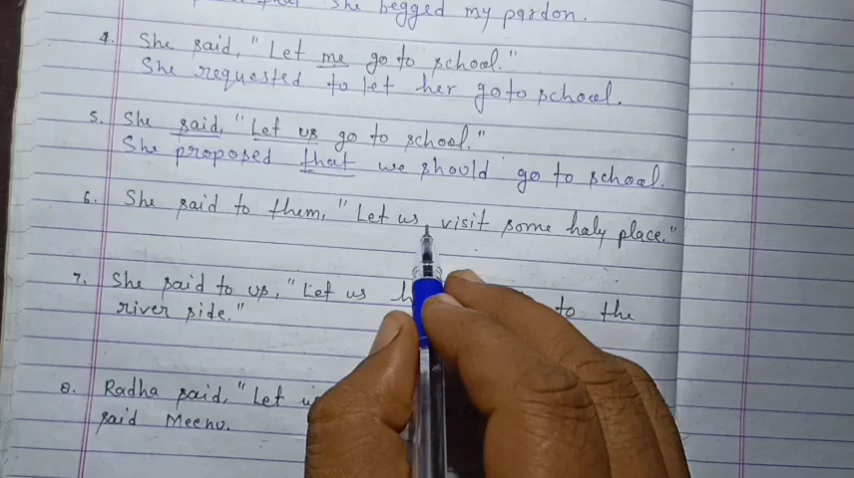 she begged my pardon.
4. She said, "Let me go to school."
She requested to let her go to school.
5. She said, "Let us go to school."
She proposed that we should go to school.
6. She said to them, "Let us visit some haly place."
7. She said to us, "Let us to the
river side."
8. Radha said, "Let
said Meenu.